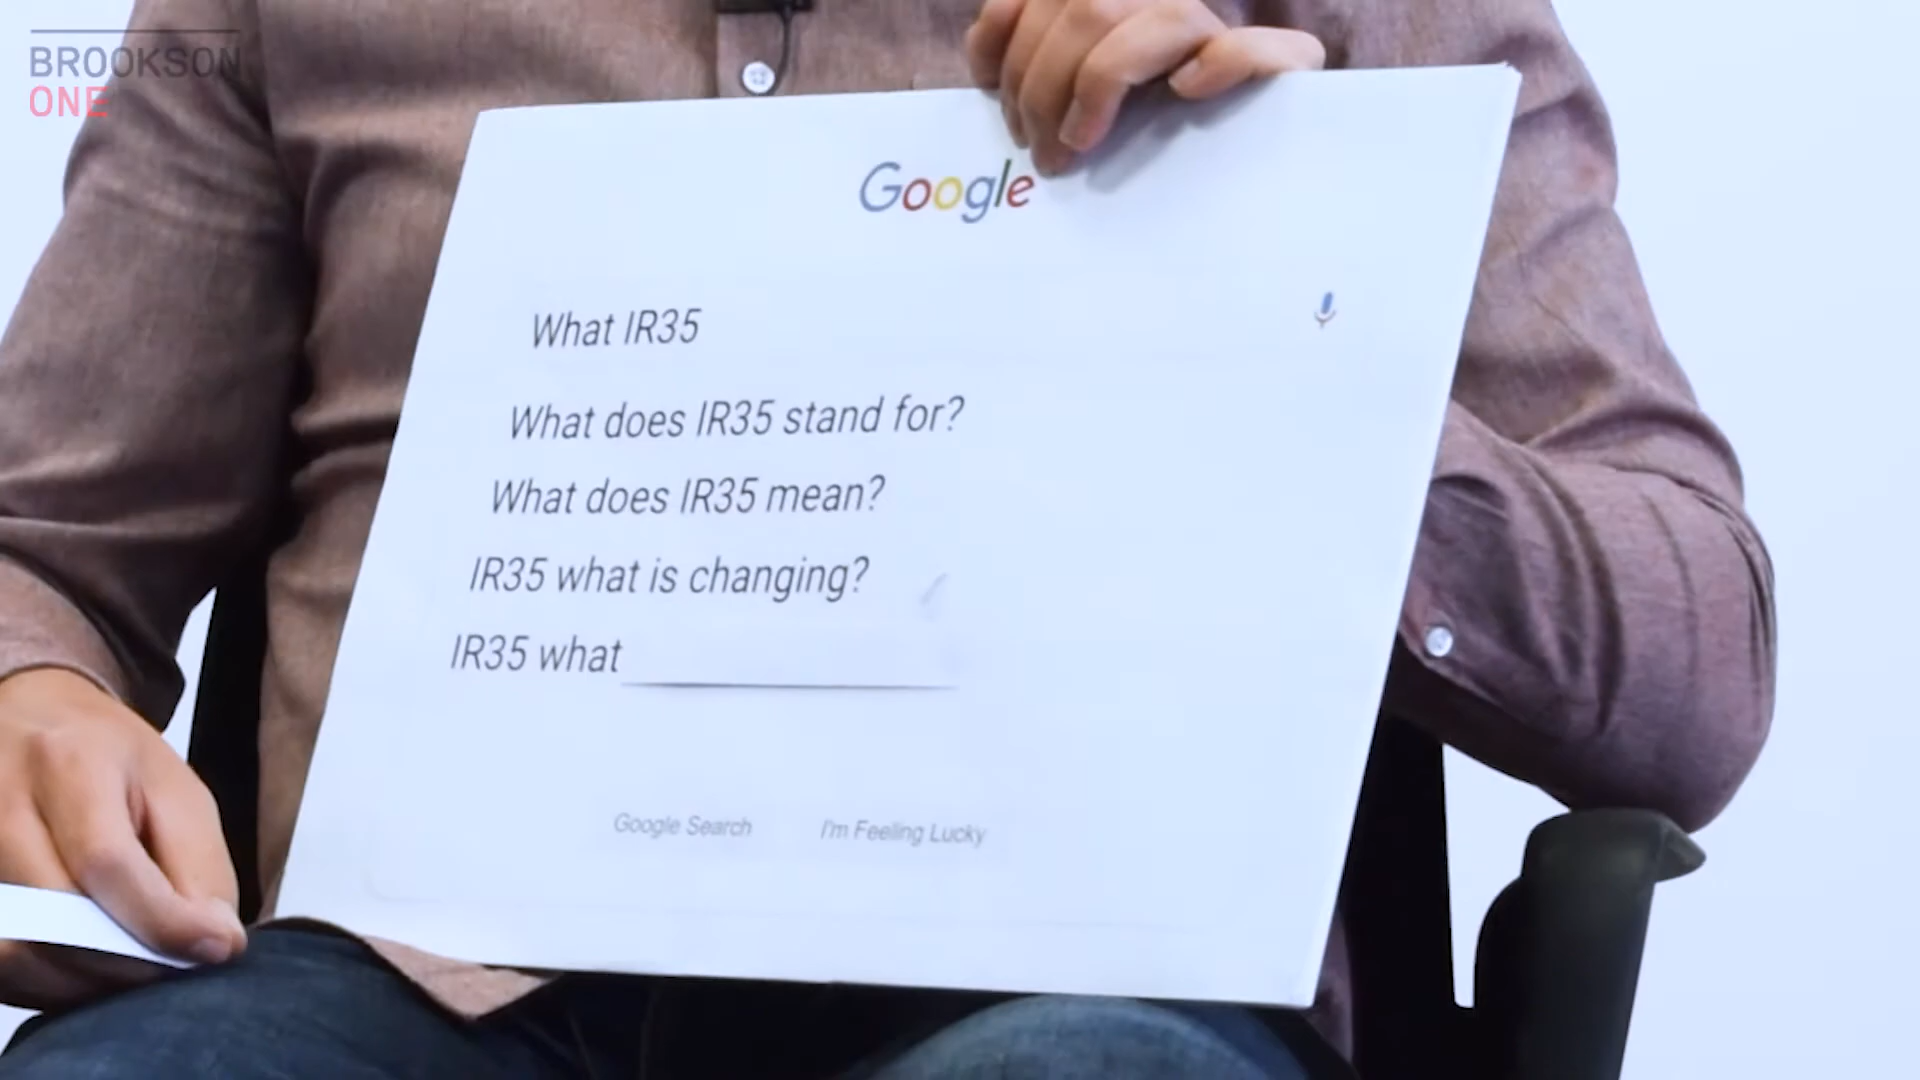 BROOKSON
ONE
Google
What IR35
What does IR35 stand for?
What does IR35 mean?
IR35 what is changing?
IR35 what
Google Search
I'm Feeling Lucky